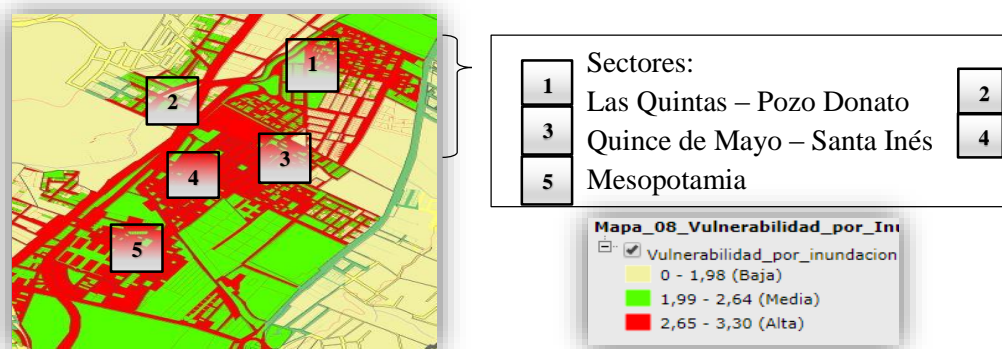 1
2
3
4
5
Sectores:
1 Las Quintas – Pozo Donato 2
3 Quince de Mayo – Santa Inés 4
5 Mesopotamia
Mapa_08_Vulnerabilidad_por_Inu
Vulnerabilidad_por_inundacion
0 - 1,98 (Baja)
1,99 - 2,64 (Media)
2,65 - 3,30 (Alta)